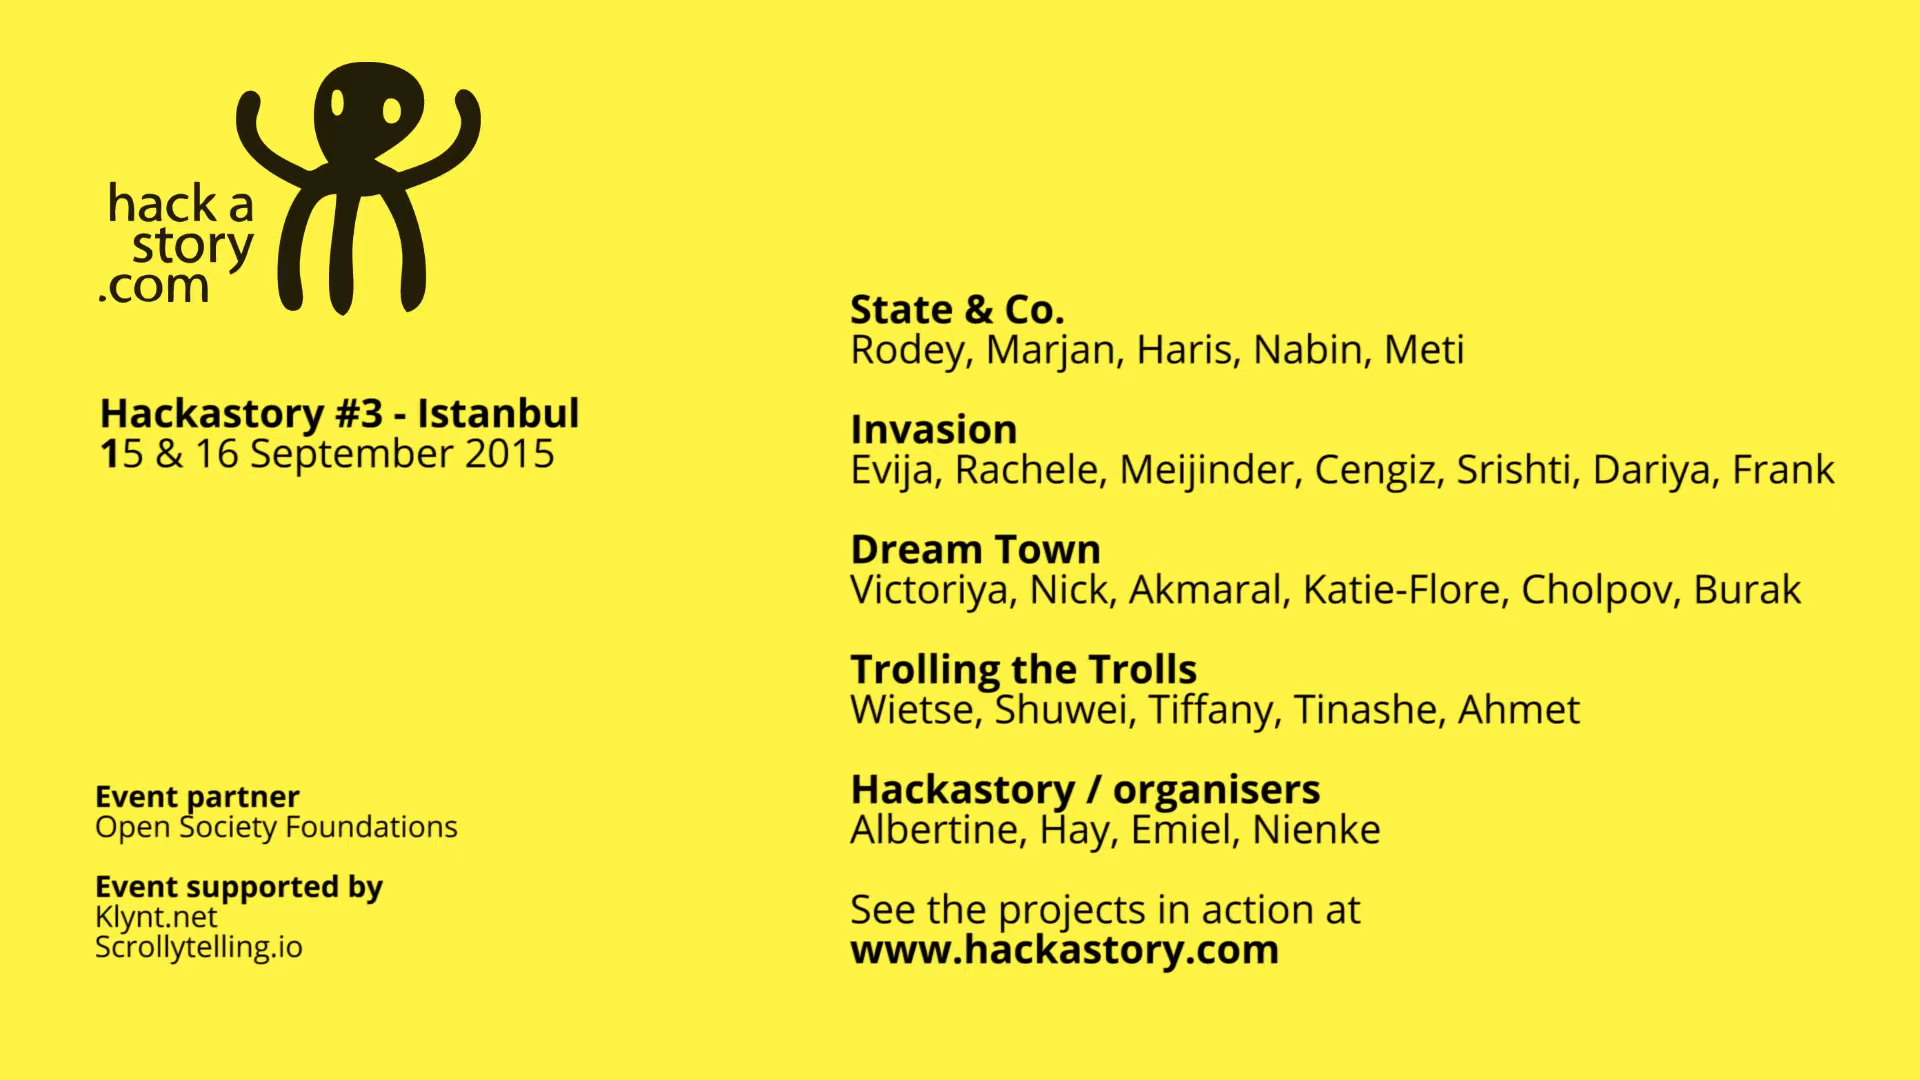 hack a
story
.com
Hackastory #3 - Istanbul
15 & 16 September 2015
Event partner
Open Society Foundations
Event supported by
Klynt.net
Scrollytelling.io
State & Co.
Rodey, Marjan, Haris, Nabin, Meti
Invasion
Evija, Rachele, Meijinder, Cengiz, Srishti, Dariya, Frank
Dream Town
Victoriya, Nick, Akmaral, Katie-Flore, Cholpov, Burak
Trolling the Trolls
Wietse, Shuwei, Tiffany, Tinashe, Ahmet
Hackastory / organisers
Albertine, Hay, Emiel, Nienke
See the projects in action at
www.hackastory.com